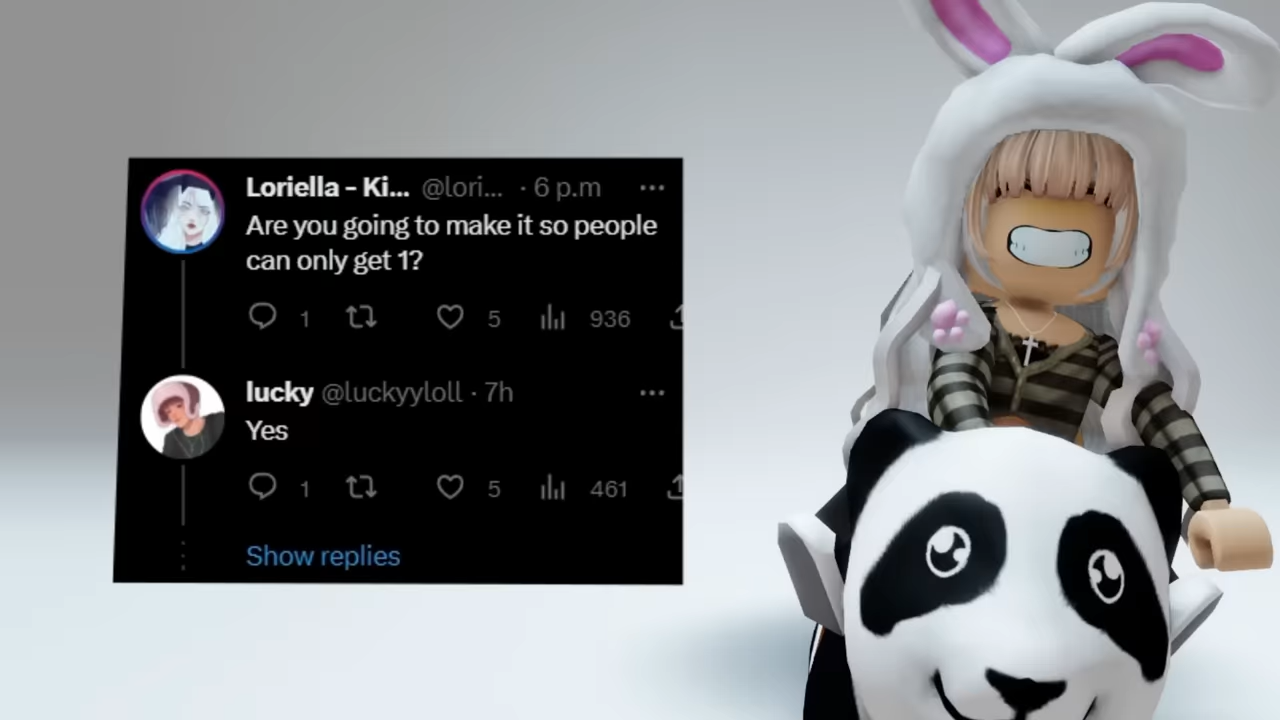 Loriella - Ki... @lori... · 6 p.m ···
Are you going to make it so people
can only get 1?
1 5 936
lucky @luckyyloll · 7h ···
Yes
1 5 461
Show replies